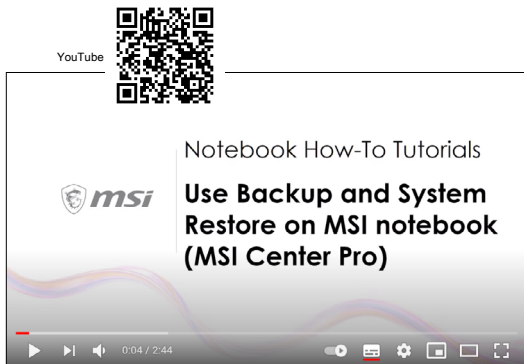 YouTube
Notebook How-To Tutorials
msi
Use Backup and System
Restore on MSI notebook
(MSI Center Pro)
0:04 / 2:44